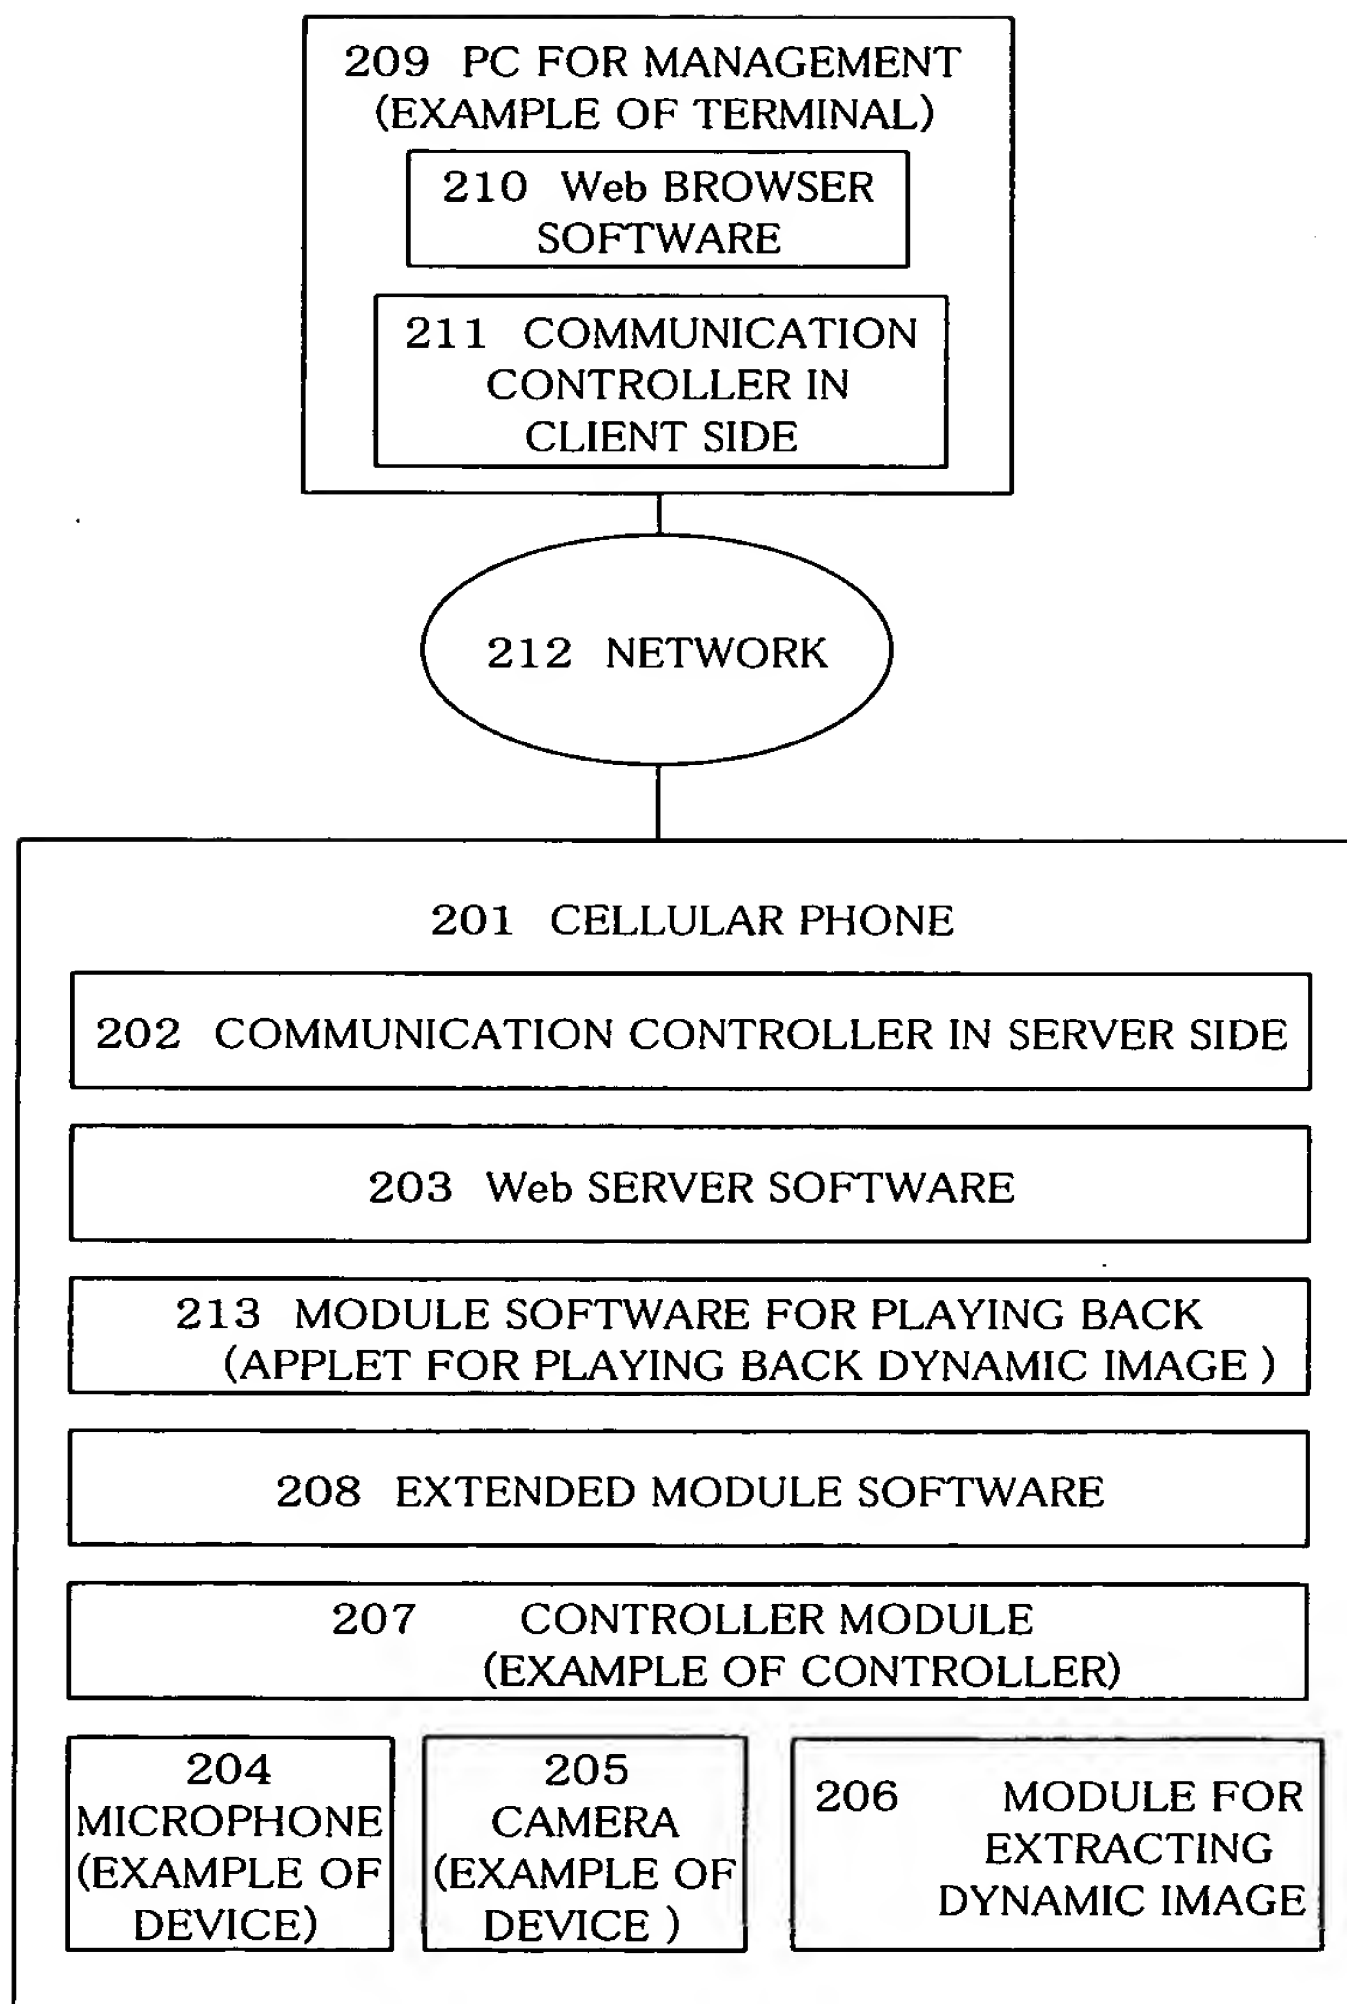 209 PC FOR MANAGEMENT
(EXAMPLE OF TERMINAL)
210 Web BROWSER
SOFTWARE
211 COMMUNICATION
CONTROLLER IN
CLIENT SIDE
212 NETWORK
201 CELLULAR PHONE
202 COMMUNICATION CONTROLLER IN SERVER SIDE
203 Web SERVER SOFTWARE
213 MODULE SOFTWARE FOR PLAYING BACK
(APPLET FOR PLAYING BACK DYNAMIC IMAGE )
208 EXTENDED MODULE SOFTWARE
207 CONTROLLER MODULE
(EXAMPLE OF CONTROLLER)
204
MICROPHONE
(EXAMPLE OF
DEVICE)
205
CAMERA
(EXAMPLE OF
DEVICE )
206 MODULE FOR
EXTRACTING
DYNAMIC IMAGE